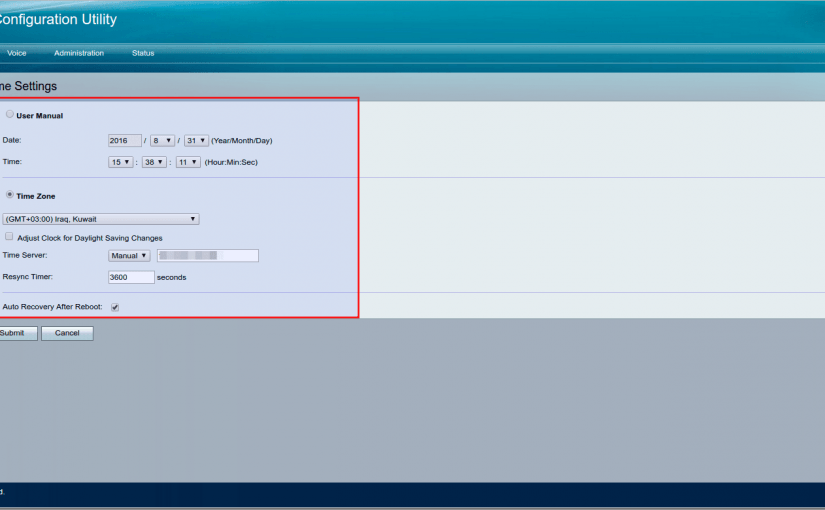 Configuration Utility
Voice Administration Status
me Settings
User Manual
Date: 2016 / 8 / 31 (Year/Month/Day)
Time: 15 : 38 : 11 (Hour:Min:Sec)
Time Zone
(GMT+03:00) Iraq, Kuwait
Adjust Clock for Daylight Saving Changes
Time Server: Manual
Resync Timer: 3600 seconds
Auto Recovery After Reboot:
Submit Cancel
d.